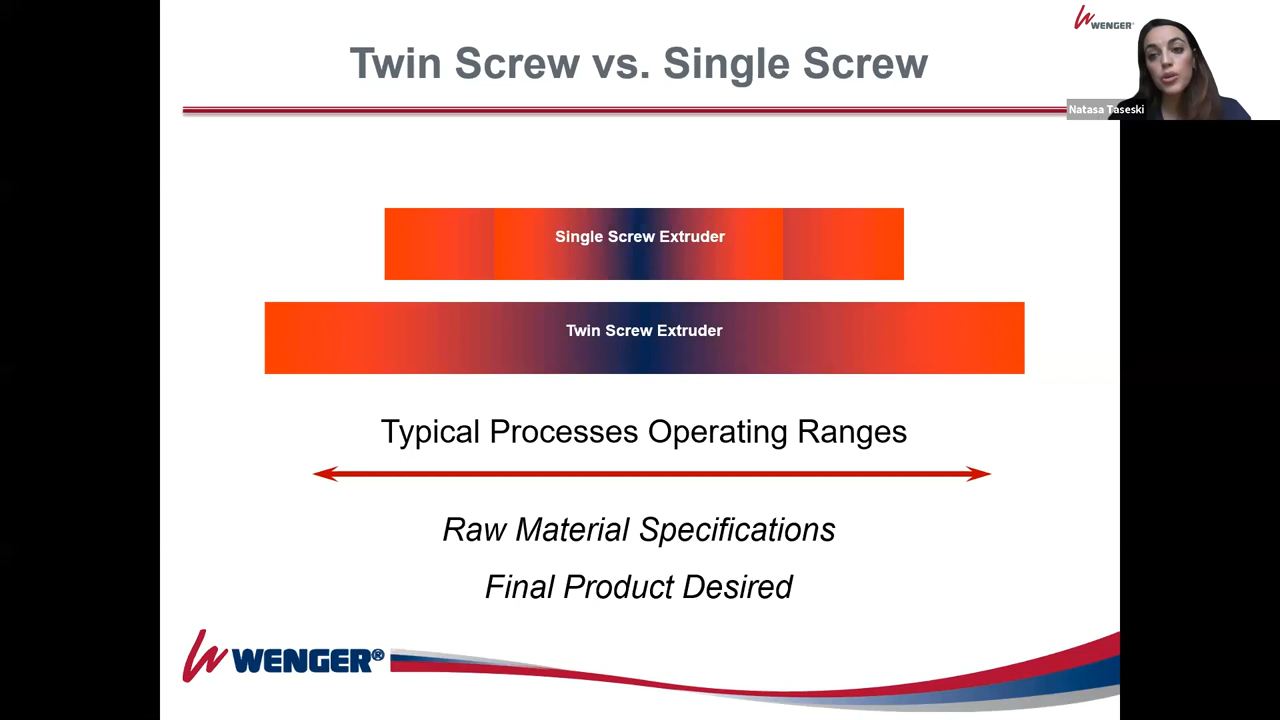 WENGER
Twin Screw vs. Single Screw
Natasa Taseski
Single Screw Extruder
Twin Screw Extruder
Typical Processes Operating Ranges
Raw Material Specifications
Final Product Desired
WENGER®